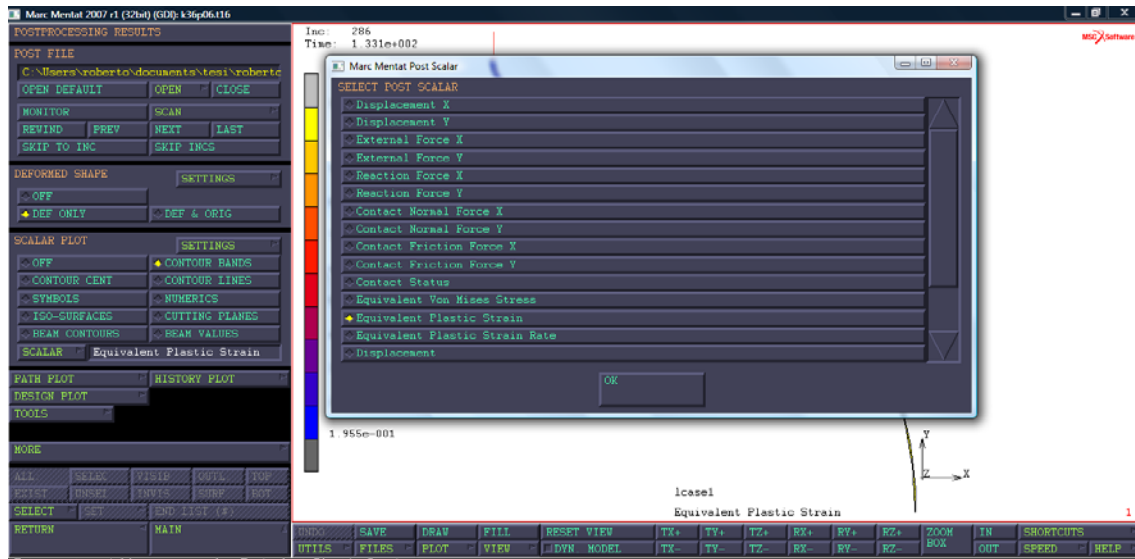 Marc Mentat 2007 r1 (32bit) (GDI): k36p06.t16
POSTPROCESSING RESULTS
POST FILE
C:\Users\roberto\documents\tesi\roberto
OPEN DEFAULT OPEN CLOSE
MONITOR SCAN
REWIND PREV NEXT LAST
SKIP TO INC SKIP INCS
DEFORMED SHAPE SETTINGS
OFF
DEF ONLY DEF & ORIG
SCALAR PLOT SETTINGS
OFF CONTOUR BANDS
CONTOUR CENT CONTOUR LINES
SYMBOLS NUMERICS
ISO-SURFACES CUTTING PLANES
BEAM CONTOURS BEAM VALUES
SCALAR Equivalent Plastic Strain
PATH PLOT HISTORY PLOT
DESIGN PLOT
TOOLS
MORE
ALL SELEC VISIB OUTL TOP
EXIST UNSEL INVIS SURF BOT
SELECT SET END LIST (#)
RETURN MAIN
Inc: 286
Time: 1.331e+002
MSC Software
Marc Mentat Post Scalar
SELECT POST SCALAR
Displacement X
Displacement Y
External Force X
External Force Y
Reaction Force X
Reaction Force Y
Contact Normal Force X
Contact Normal Force Y
Contact Friction Force X
Contact Friction Force Y
Contact Status
Equivalent Von Mises Stress
Equivalent Plastic Strain
Equivalent Plastic Strain Rate
Displacement
OK
1.955e-001
Y
Z X
lcase1
Equivalent Plastic Strain 1
UNDO SAVE DRAW FILL RESET VIEW TX+ TY+ TZ+ RX+ RY+ RZ+ ZOOM IN SHORTCUTS
UTILS FILES PLOT VIEW DYN. MODEL TX- TY- TZ- RX- RY- RZ- BOX OUT SPEED HELP